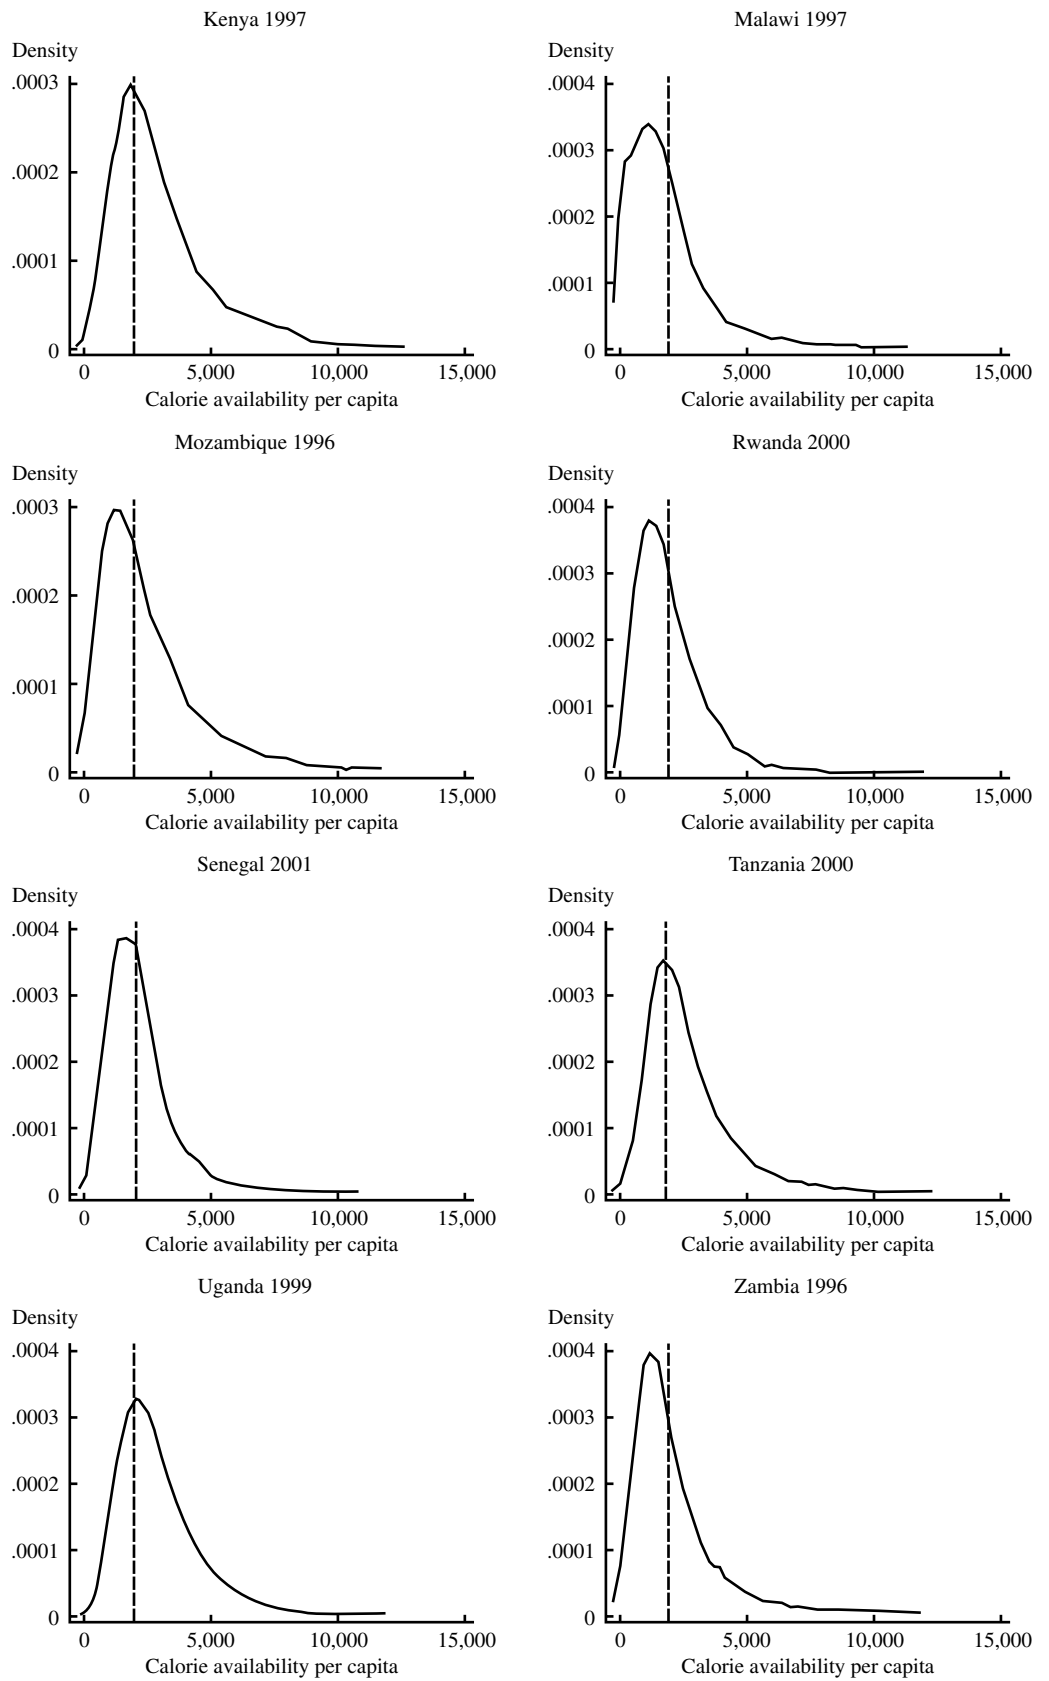 Kenya 1997
Density
.0003
.0002
.0001
0
0 5,000 10,000 15,000
Calorie availability per capita
Malawi 1997
Density
.0004
.0003
.0002
.0001
0
0 5,000 10,000 15,000
Calorie availability per capita
Mozambique 1996
Density
.0003
.0002
.0001
0
0 5,000 10,000 15,000
Calorie availability per capita
Rwanda 2000
Density
.0004
.0003
.0002
.0001
0
0 5,000 10,000 15,000
Calorie availability per capita
Senegal 2001
Density
.0004
.0003
.0002
.0001
0
0 5,000 10,000 15,000
Calorie availability per capita
Tanzania 2000
Density
.0004
.0003
.0002
.0001
0
0 5,000 10,000 15,000
Calorie availability per capita
Uganda 1999
Density
.0004
.0003
.0002
.0001
0
0 5,000 10,000 15,000
Calorie availability per capita
Zambia 1996
Density
.0004
.0003
.0002
.0001
0
0 5,000 10,000 15,000
Calorie availability per capita